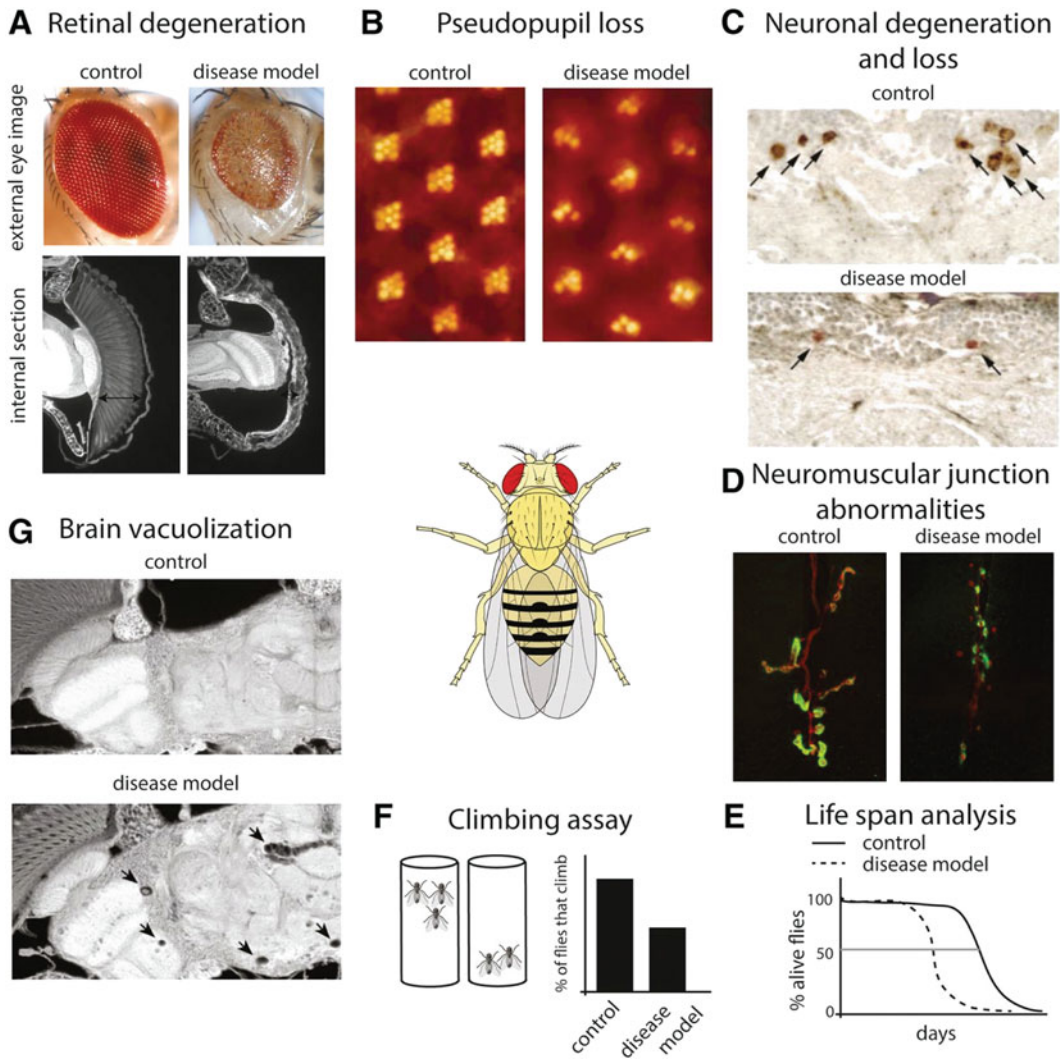 A Retinal degeneration
control disease model
external eye image
internal section
B Pseudopupil loss
control disease model
C Neuronal degeneration
and loss
control
disease model
D Neuromuscular junction
abnormalities
control disease model
G Brain vacuolization
control
disease model
F Climbing assay
% of flies that climb
control
disease
model
E Life span analysis
control
disease model
% alive flies
100
50
0
days